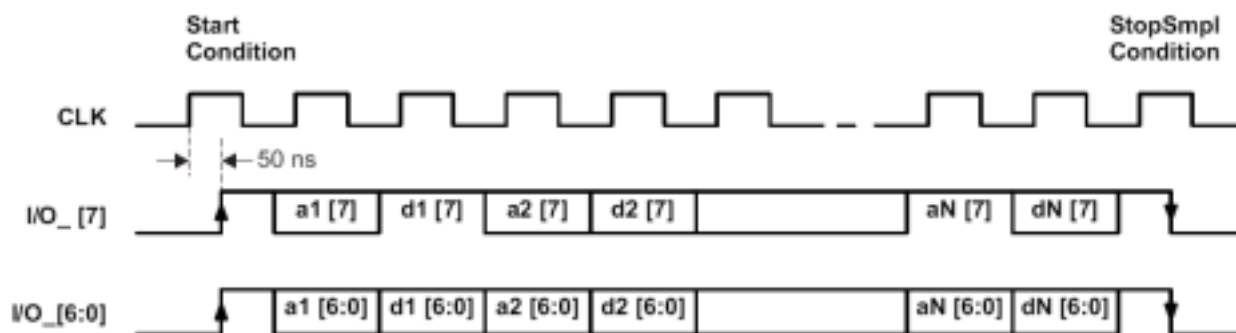 Start
Condition
StopSmpl
Condition
CLK
50 ns
I/O_ [7]
a1 [7] d1 [7] a2 [7] d2 [7] aN [7] dN [7]
I/O_[6:0]
a1 [6:0] d1 [6:0] a2 [6:0] d2 [6:0] aN [6:0] dN [6:0]